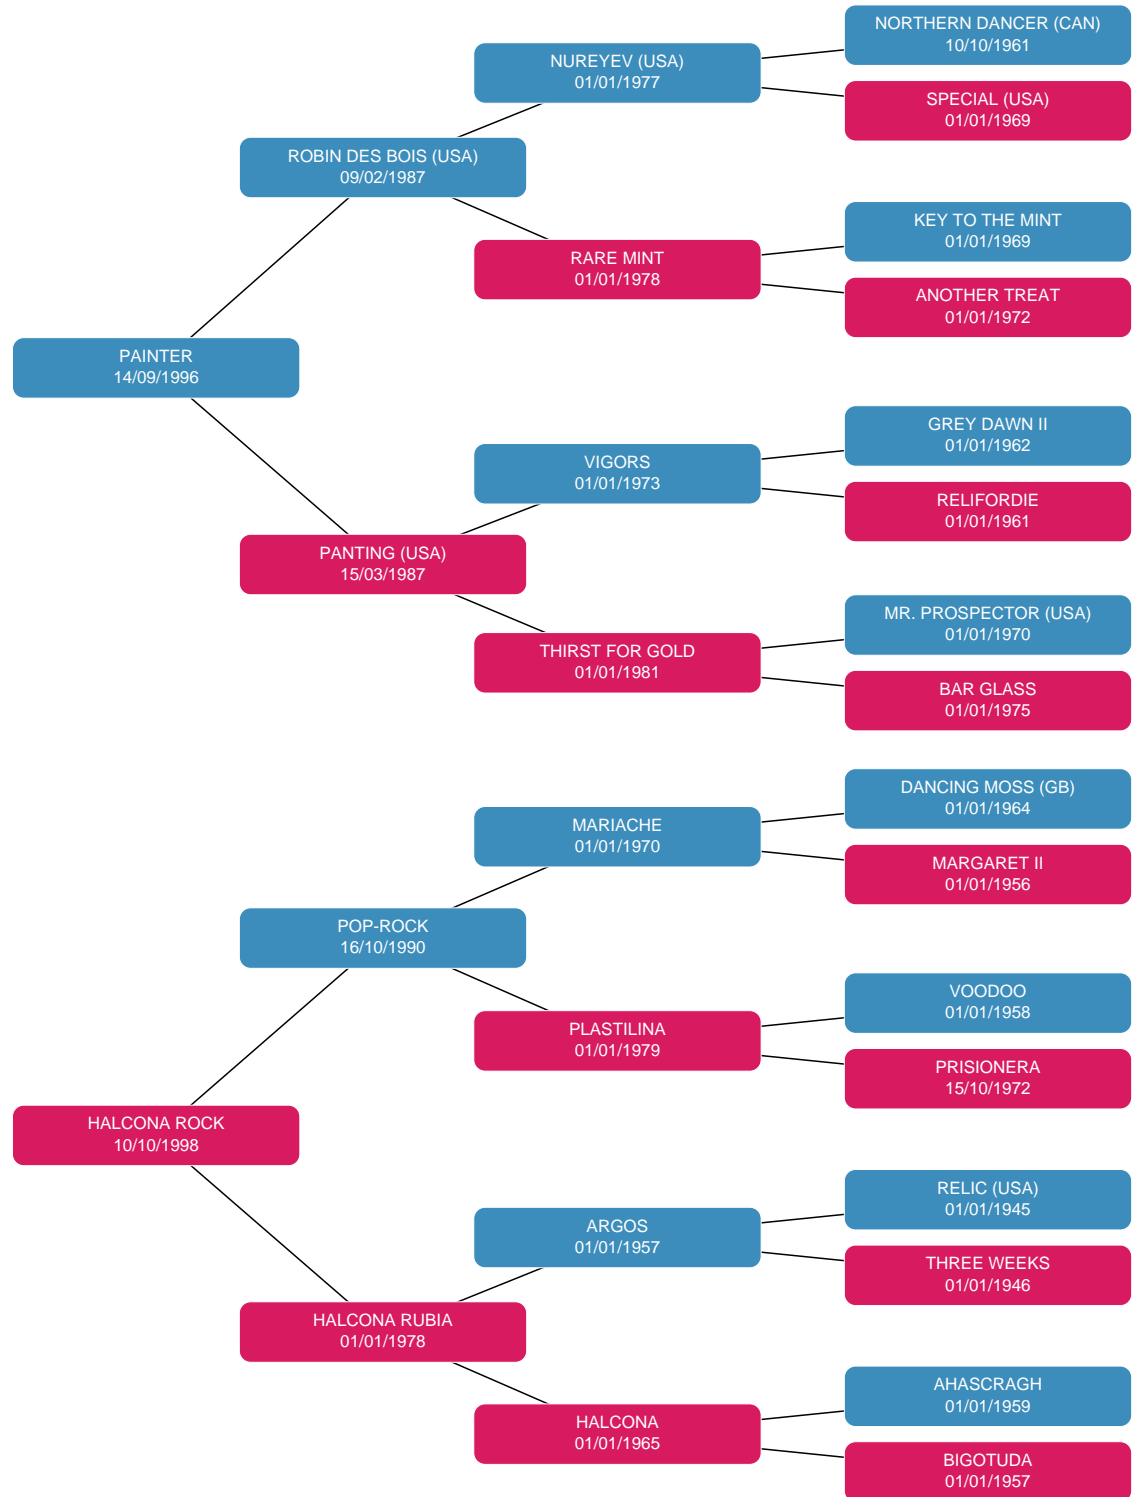 NORTHERN DANCER (CAN)
10/10/1961
NUREYEV (USA)
01/01/1977
SPECIAL (USA)
01/01/1969
ROBIN DES BOIS (USA)
09/02/1987
KEY TO THE MINT
01/01/1969
RARE MINT
01/01/1978
ANOTHER TREAT
01/01/1972
PAINTER
14/09/1996
GREY DAWN II
01/01/1962
VIGORS
01/01/1973
RELIFORDIE
01/01/1961
PANTING (USA)
15/03/1987
MR. PROSPECTOR (USA)
01/01/1970
THIRST FOR GOLD
01/01/1981
BAR GLASS
01/01/1975
DANCING MOSS (GB)
01/01/1964
MARIACHE
01/01/1970
MARGARET II
01/01/1956
POP-ROCK
16/10/1990
VOODOO
01/01/1958
PLASTILINA
01/01/1979
PRISIONERA
15/10/1972
HALCONA ROCK
10/10/1998
RELIC (USA)
01/01/1945
ARGOS
01/01/1957
THREE WEEKS
01/01/1946
HALCONA RUBIA
01/01/1978
AHASCRAGH
01/01/1959
HALCONA
01/01/1965
BIGOTUDA
01/01/1957